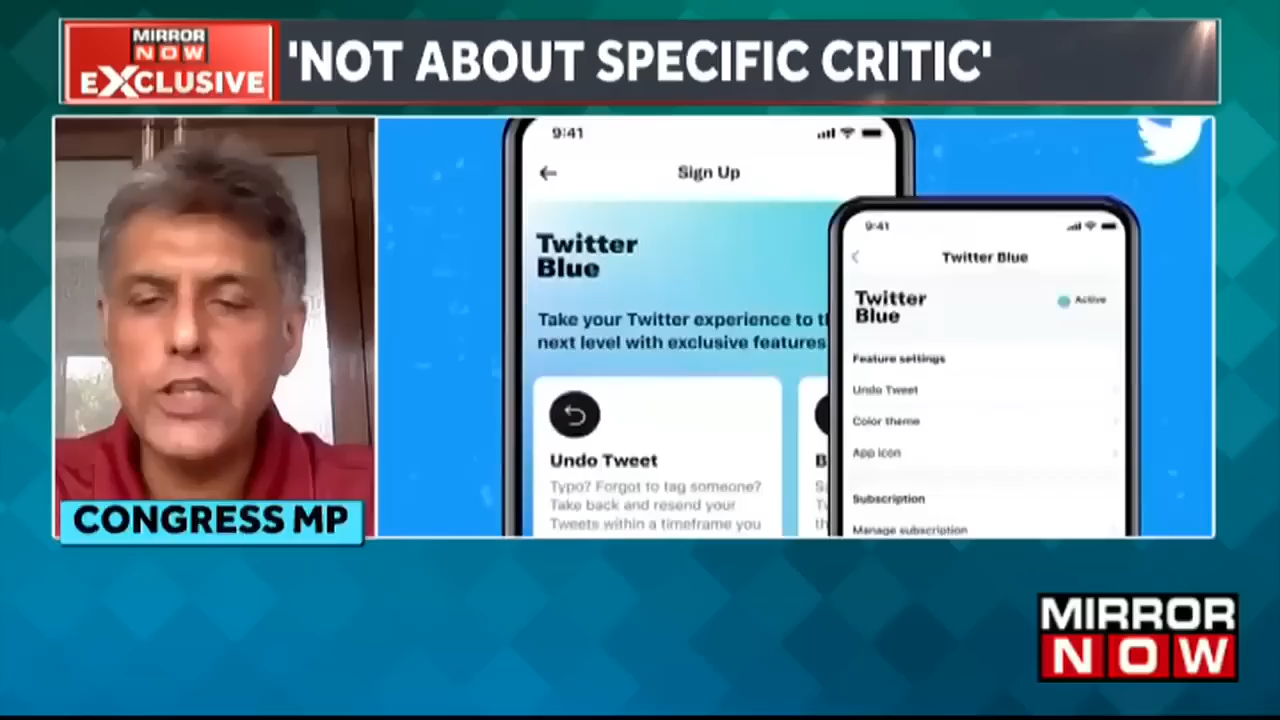 MIRROR
NOW
EXCLUSIVE
'NOT ABOUT SPECIFIC CRITIC'
CONGRESS MP
9:41
Sign Up
Twitter
Blue
Take your Twitter experience to
next level with exclusive features
Undo Tweet
Typo? Forgot to tag someone?
Take back and resend your
Tweets within a timeframe you
B
9:41
Twitter Blue
Twitter
Blue
Active
Feature settings
Undo Tweet
Color theme
App icon
Subscription
Manage subscription
MIRROR
NOW